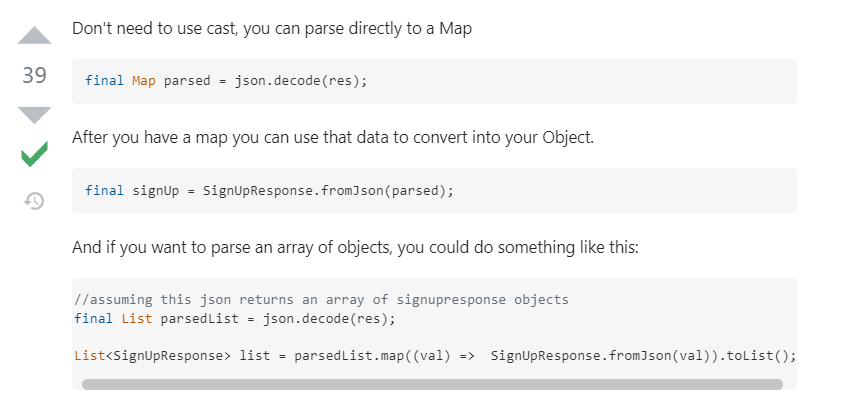 Don't need to use cast, you can parse directly to a Map
39
final Map parsed = json.decode(res);
After you have a map you can use that data to convert into your Object.
final signUp = SignUpResponse.fromJson(parsed);
And if you want to parse an array of objects, you could do something like this:
//assuming this json returns an array of signupresponse objects
final List parsedList = json.decode(res);
List<SignUpResponse> list = parsedList.map((val) =>  SignUpResponse.fromJson(val)).toList();